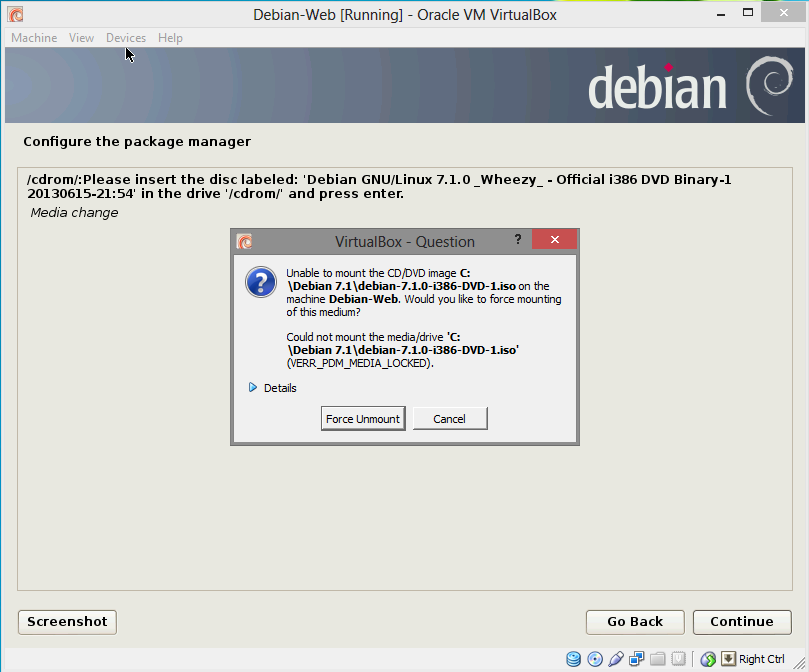 Debian-Web [Running] - Oracle VM VirtualBox
Machine View Devices Help
debian
Configure the package manager
/cdrom/:Please insert the disc labeled: 'Debian GNU/Linux 7.1.0 _Wheezy_ - Official i386 DVD Binary-1
20130615-21:54' in the drive '/cdrom/' and press enter.
Media change
VirtualBox - Question ?
Unable to mount the CD/DVD image C:
\Debian 7.1\debian-7.1.0-i386-DVD-1.iso on the
machine Debian-Web. Would you like to force mounting
of this medium?
Could not mount the media/drive 'C:
\Debian 7.1\debian-7.1.0-i386-DVD-1.iso'
(VERR_PDM_MEDIA_LOCKED).
Details
Force Unmount Cancel
Screenshot Go Back Continue
Right Ctrl